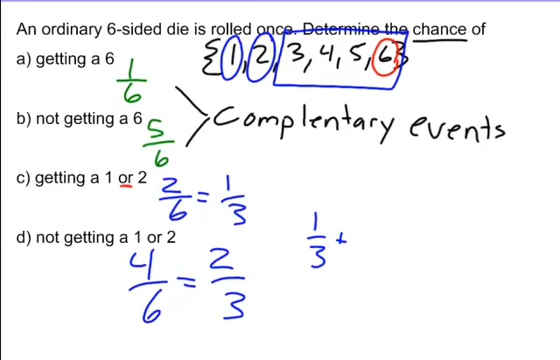 An ordinary 6-sided die is rolled once. Determine the chance of
{1, 2, 3, 4, 5, 6}
a) getting a 6 1/6
b) not getting a 6 5/6
Complentary events
c) getting a 1 or 2 2/6 = 1/3
d) not getting a 1 or 2
4/6 = 2/3
1/3 +